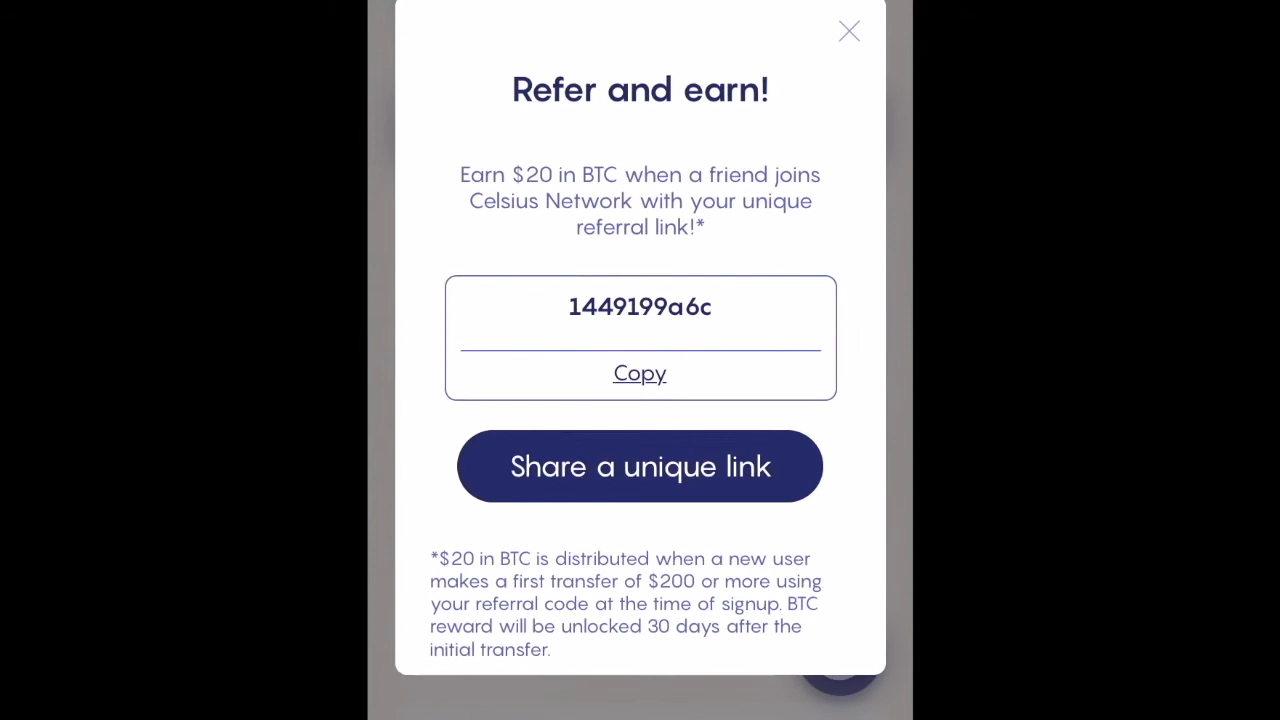 Refer and earn!
Earn $20 in BTC when a friend joins
Celsius Network with your unique
referral link!*
1449199a6c
Copy
Share a unique link
*$20 in BTC is distributed when a new user
makes a first transfer of $200 or more using
your referral code at the time of signup. BTC
reward will be unlocked 30 days after the
initial transfer.